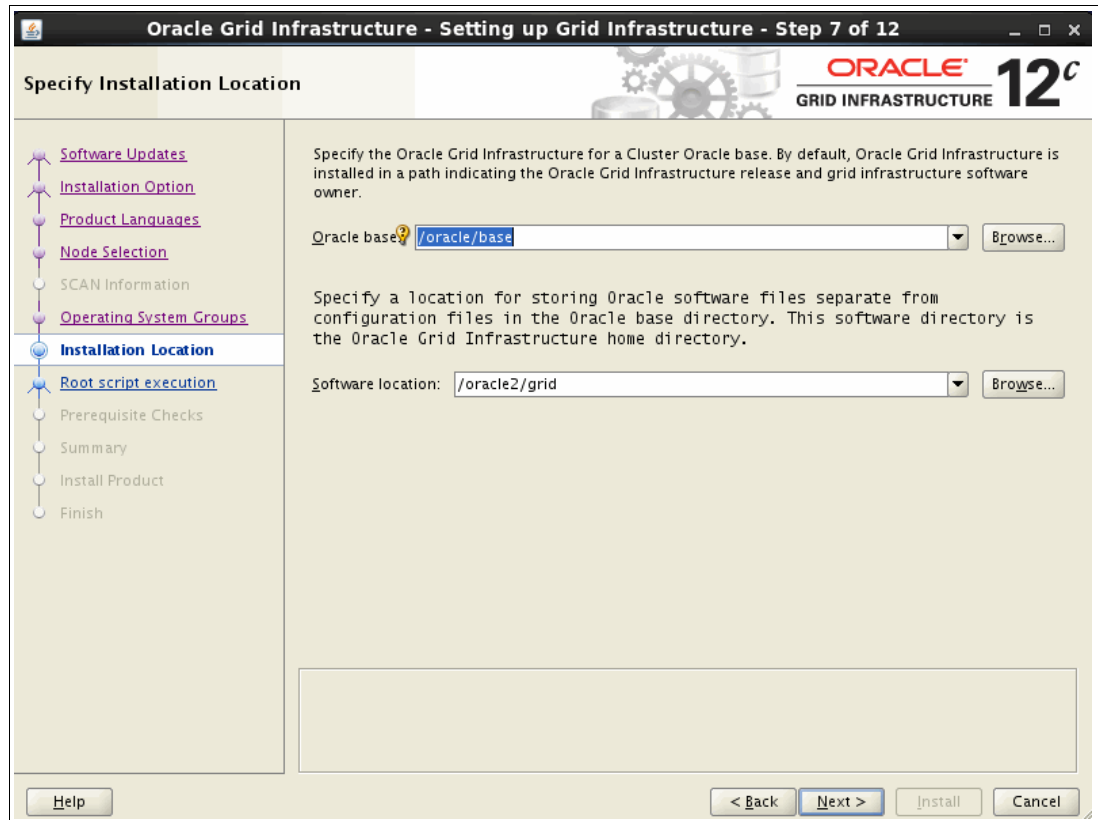 Oracle Grid Infrastructure - Setting up Grid Infrastructure - Step 7 of 12
Specify Installation Location
ORACLE
GRID INFRASTRUCTURE
12c
Software Updates
Installation Option
Product Languages
Node Selection
SCAN Information
Operating System Groups
Installation Location
Root script execution
Prerequisite Checks
Summary
Install Product
Finish
Specify the Oracle Grid Infrastructure for a Cluster Oracle base. By default, Oracle Grid Infrastructure is
installed in a path indicating the Oracle Grid Infrastructure release and grid infrastructure software
owner.
Oracle base: /oracle/base Browse...
Specify a location for storing Oracle software files separate from
configuration files in the Oracle base directory. This software directory is
the Oracle Grid Infrastructure home directory.
Software location: /oracle2/grid Browse...
Help < Back Next > Install Cancel